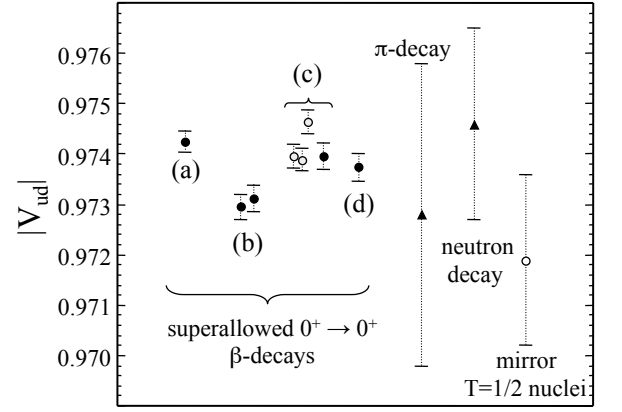 |V_ud|
0.976
0.975
0.974
0.973
0.972
0.971
0.970
(a)
(b)
(c)
(d)
π-decay
neutron
decay
mirror
T=1/2 nuclei
superallowed 0⁺ → 0⁺
β-decays